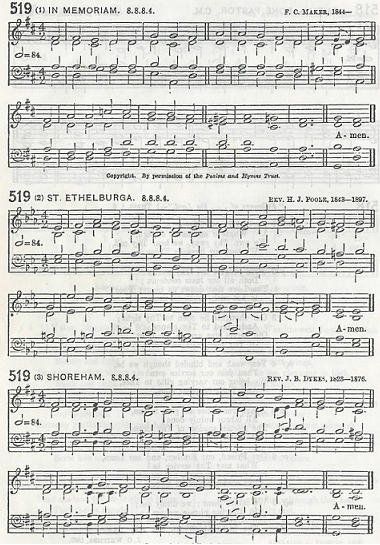 519 (1) IN MEMORIAM. 8.8.8.4. F. C. MAKER, 1844—
𝅗𝅥=84.
A - men.
Copyright. By permission of the Psalms and Hymns Trust.
519 (2) ST. ETHELBURGA. 8.8.8.4. REV. H. J. POOLE, 1843–1897.
𝅗𝅥=84.
A - men.
519 (3) SHOREHAM. 8.8.8.4. REV. J. B. DYKES, 1823–1876.
𝅗𝅥=84.
A - men.